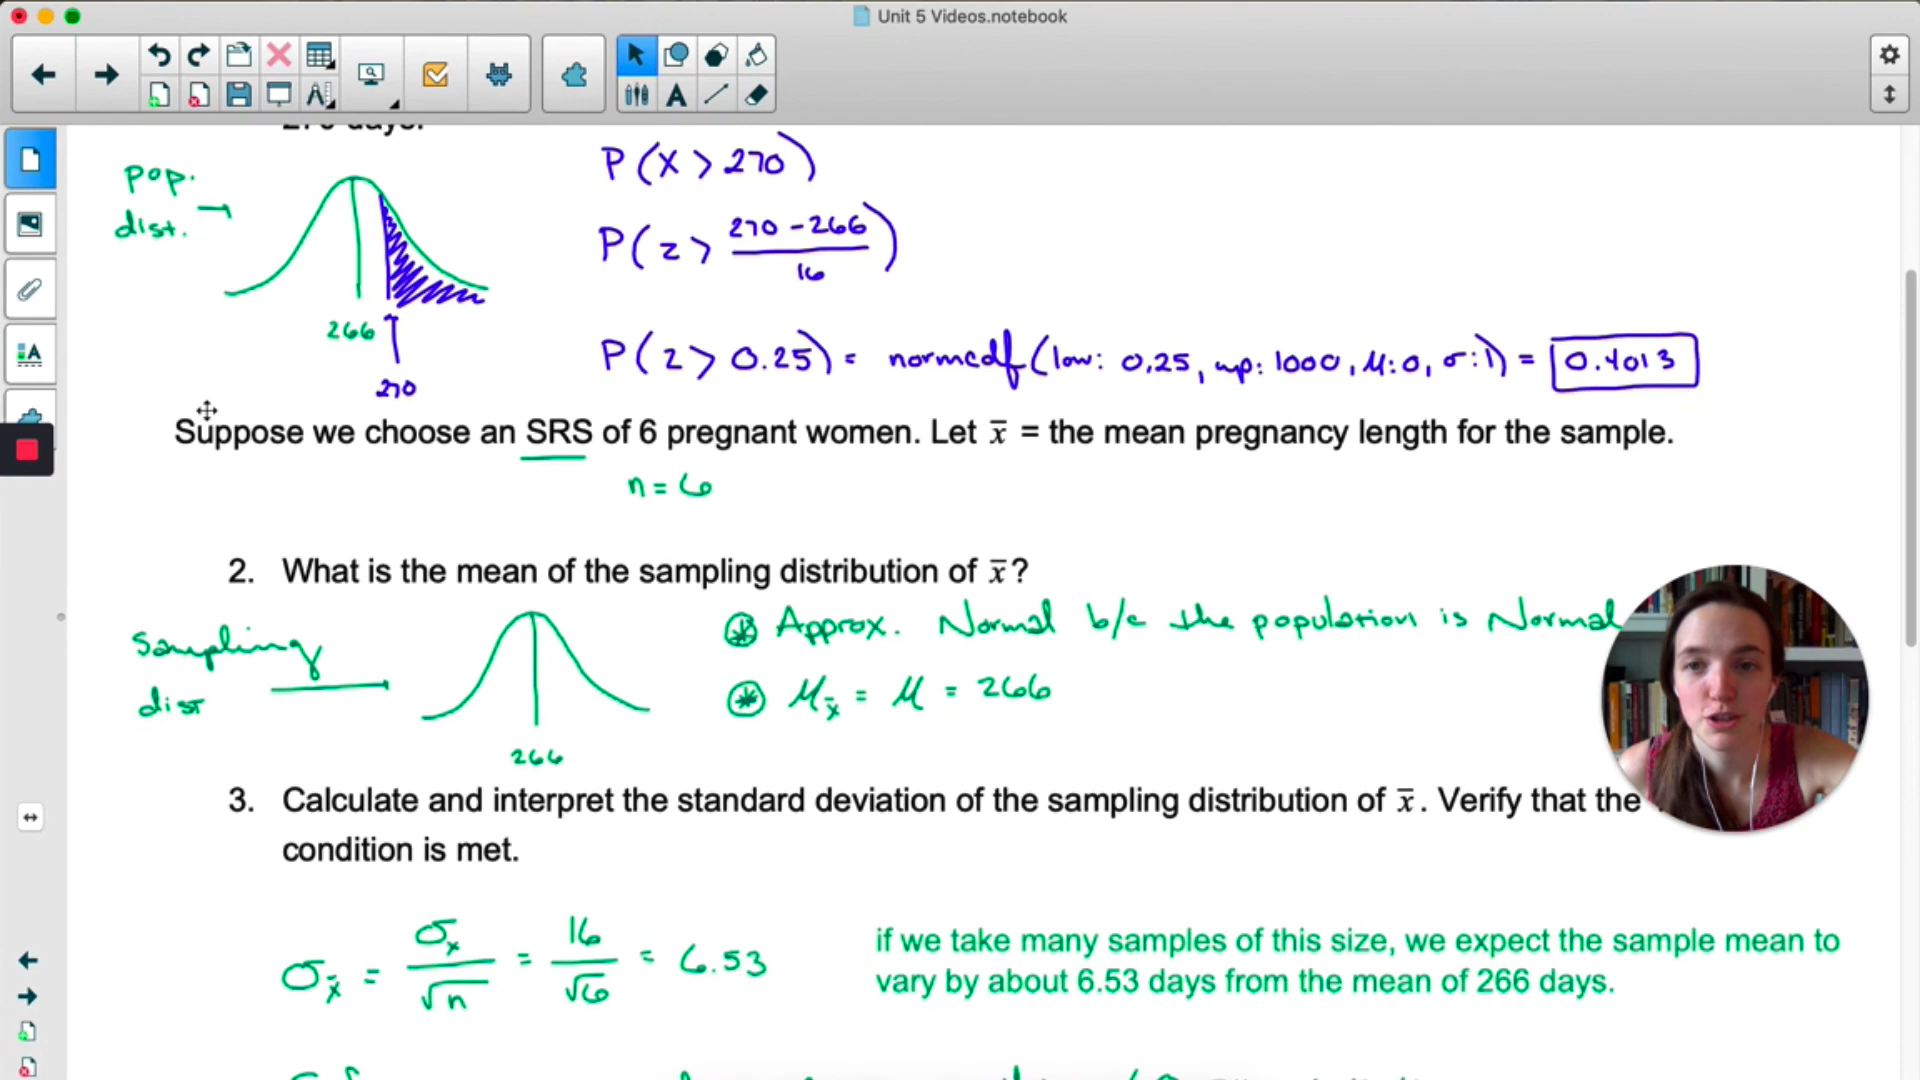 Unit 5 Videos.notebook
270 days.
pop.
dist.
266
270
P(X > 270)
P(z > 270 - 266 / 16)
P(z > 0.25) = normcdf(low: 0.25, up: 1000, μ: 0, σ: 1) = 0.4013
Suppose we choose an SRS of 6 pregnant women. Let x̄ = the mean pregnancy length for the sample.
n = 6
2. What is the mean of the sampling distribution of x̄?
Sampling
dist
266
Approx. Normal b/c the population is Normal
μx̄ = μ = 266
3. Calculate and interpret the standard deviation of the sampling distribution of x̄. Verify that the
condition is met.
σx̄ = σx / √n = 16 / √6 = 6.53
if we take many samples of this size, we expect the sample mean to
vary by about 6.53 days from the mean of 266 days.